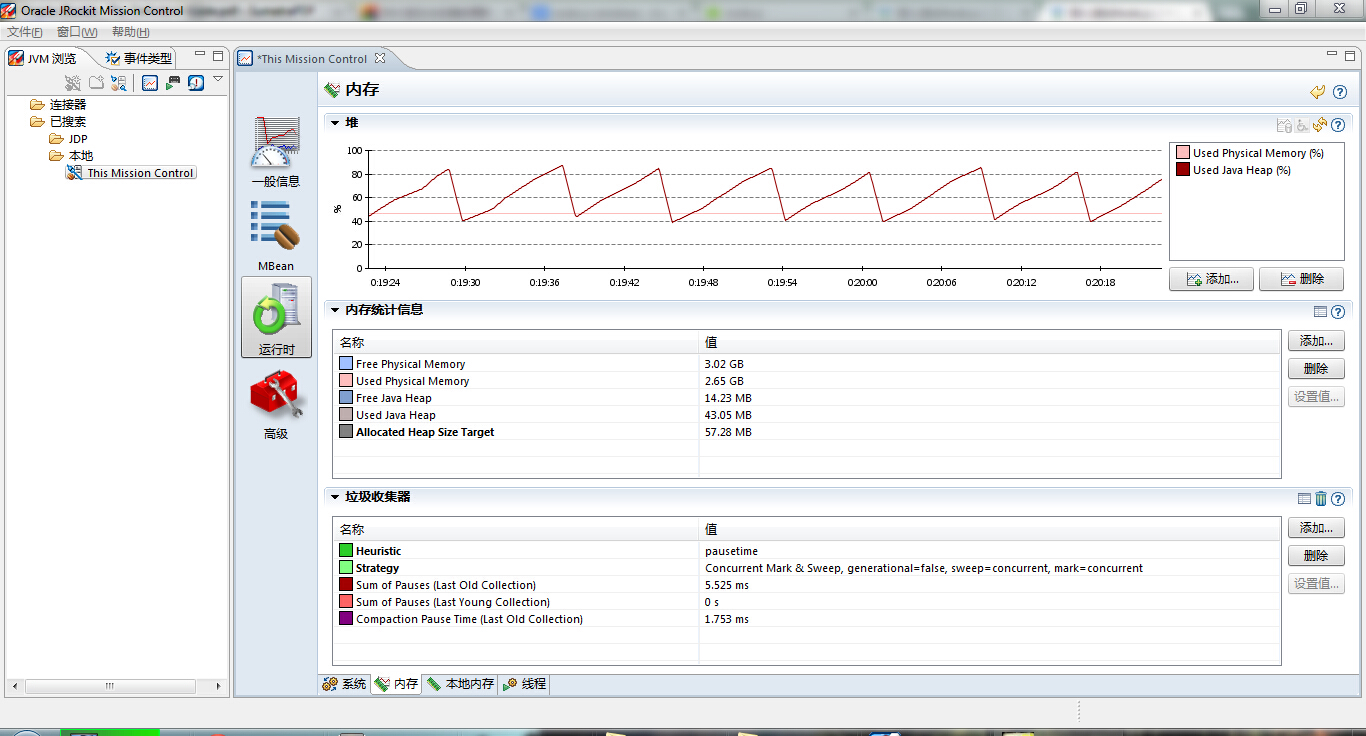 Oracle JRockit Mission Control
文件(F) 窗口(W) 帮助(H)
JVM 浏览 事件类型
连接器
已搜索
JDP
本地
This Mission Control
*This Mission Control
一般信息
MBean
运行时
高级
内存
堆
100
80
60
40
20
0
%
0:19:24 0:19:30 0:19:36 0:19:42 0:19:48 0:19:54 0:20:00 0:20:06 0:20:12 0:20:18
Used Physical Memory (%)
Used Java Heap (%)
添加... 删除
内存统计信息
名称 值
Free Physical Memory 3.02 GB
Used Physical Memory 2.65 GB
Free Java Heap 14.23 MB
Used Java Heap 43.05 MB
Allocated Heap Size Target 57.28 MB
添加...
删除
设置值...
垃圾收集器
名称 值
Heuristic pausetime
Strategy Concurrent Mark & Sweep, generational=false, sweep=concurrent, mark=concurrent
Sum of Pauses (Last Old Collection) 5.525 ms
Sum of Pauses (Last Young Collection) 0 s
Compaction Pause Time (Last Old Collection) 1.753 ms
添加...
删除
设置值...
系统 内存 本地内存 线程